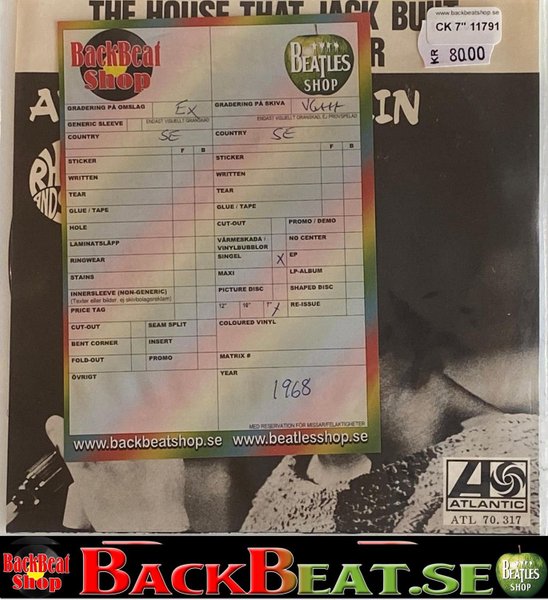 THE HOUSE THAT JACK BU
R
www.backbeatshop.se
CK 7" 11791
KR 80.00
A
IN
RH
AND
BackBeat
Shop
BEATLES
SHOP
GRADERING PÅ OMSLAG Ex
GRADERING PÅ SKIVA VG+++
GENERIC SLEEVE ENDAST VISUELLT GRANSKAD
ENDAST VISUELLT GRANSKAD, EJ PROVSPELAD
COUNTRY SE
COUNTRY SE
F B
F B
STICKER
STICKER
WRITTEN
WRITTEN
TEAR
TEAR
GLUE / TAPE
GLUE / TAPE
HOLE
CUT-OUT PROMO / DEMO
LAMINATSLÄPP
VÄRMESKADA / VINYLBUBBLOR NO CENTER
RINGWEAR
SINGEL X EP
STAINS
MAXI LP-ALBUM
INNERSLEEVE (NON-GENERIC)
(Texter eller bilder, ej skivbolagsreklam)
PICTURE DISC SHAPED DISC
PRICE TAG
12" 10" 7" X RE-ISSUE
CUT-OUT SEAM SPLIT
COLOURED VINYL
BENT CORNER INSERT
FOLD-OUT PROMO
MATRIX #
ÖVRIGT
YEAR
1968
MED RESERVATION FÖR MISSAR/FELAKTIGHETER
www.backbeatshop.se www.beatlesshop.se
ATLANTIC
ATL 70.317
BackBeat
Shop
BACKBEAT.SE
BEATLES
SHOP